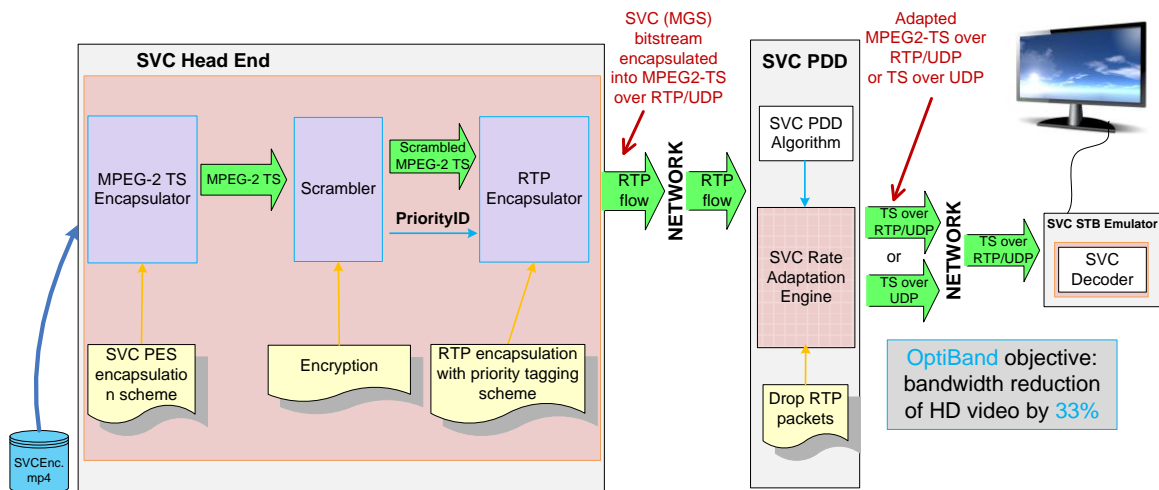 SVC (MGS)
bitstream
encapsulated
into MPEG2-TS
over RTP/UDP
Adapted
MPEG2-TS over
RTP/UDP
or TS over UDP
SVC Head End
SVC PDD
MPEG-2 TS
Encapsulator
MPEG-2 TS
Scrambler
Scrambled
MPEG-2 TS
PriorityID
RTP
Encapsulator
RTP
flow
NETWORK
RTP
flow
SVC PDD
Algorithm
SVC Rate
Adaptation
Engine
TS over
RTP/UDP
or
TS over
UDP
NETWORK
TS over
RTP/UDP
SVC STB Emulator
SVC
Decoder
SVC PES
encapsulatio
n scheme
Encryption
RTP encapsulation
with priority tagging
scheme
Drop RTP
packets
OptiBand objective:
bandwidth reduction
of HD video by 33%
SVCEnc.
mp4